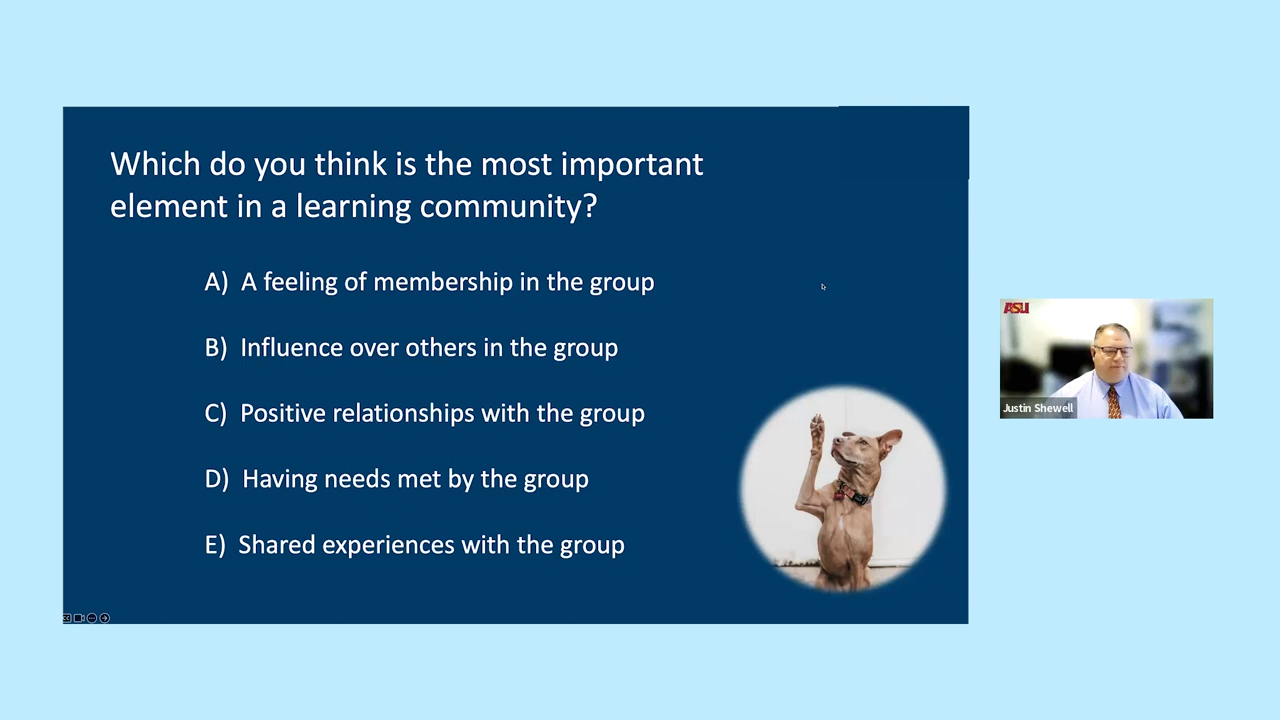 Which do you think is the most important
element in a learning community?
A) A feeling of membership in the group
B) Influence over others in the group
C) Positive relationships with the group
D) Having needs met by the group
E) Shared experiences with the group
ASU
Justin Shewell